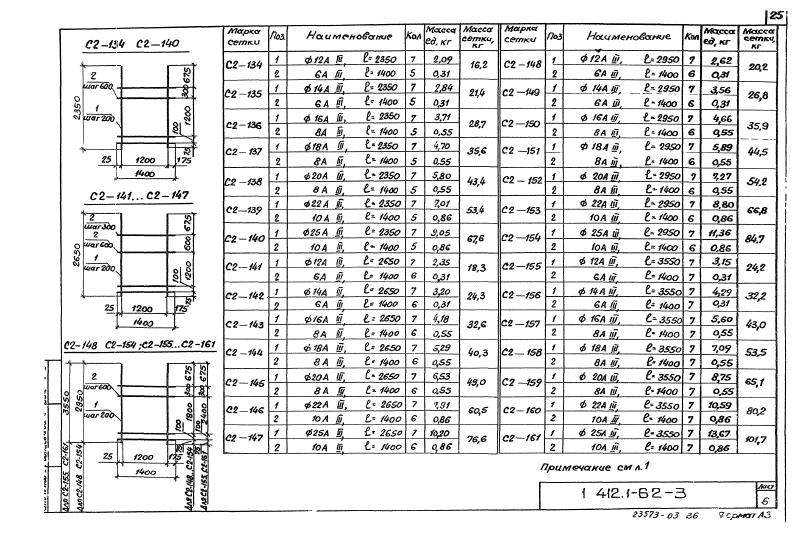 25
С2-134 С2-140
2
шаг 600
1
шаг 200
2350
675
300
1200
100
75
25 1200 175
1400
С2-141...С2-147
2
шаг 300
2
шаг 600
1
шаг 200
2650
675
600
1200
100
75
25 1200 175
1400
С2-148 С2-154; С2-155...С2-161
2
шаг 600
1
шаг 200
3550
2950
300 675
300 675
1800
2400
100
100
75
75
25 1200 175
1400
Для С2-155 С2-161
Для С2-148 С2-154
Для С2-148...С2-154
Для С2-155 С2-161
Марка сетки Поз. Наименование Кол Масса ед, кг Масса сетки, кг
С2-134 1 ф12А III, ℓ=2350 7 2,09 16,2
2 6А III, ℓ=1400 5 0,31
С2-135 1 ф14А III, ℓ=2350 7 2,84 21,4
2 6А III, ℓ=1400 5 0,31
С2-136 1 ф16А III, ℓ=2350 7 3,71 28,7
2 8А III, ℓ=1400 5 0,55
С2-137 1 ф18А III, ℓ=2350 7 4,70 35,6
2 8А III, ℓ=1400 5 0,55
С2-138 1 ф20А III, ℓ=2350 7 5,80 43,4
2 8А III, ℓ=1400 5 0,55
С2-139 1 ф22А III, ℓ=2350 7 7,01 53,4
2 10А III, ℓ=1400 5 0,86
С2-140 1 ф25А III, ℓ=2350 7 9,05 67,6
2 10А III, ℓ=1400 5 0,86
С2-141 1 ф12А III, ℓ=2650 7 2,35 18,3
2 6А III, ℓ=1400 6 0,31
С2-142 1 ф14А III, ℓ=2650 7 3,20 24,3
2 6А III, ℓ=1400 6 0,31
С2-143 1 ф16А III, ℓ=2650 7 4,18 32,6
2 8А III, ℓ=1400 6 0,55
С2-144 1 ф18А III, ℓ=2650 7 5,29 40,3
2 8А III, ℓ=1400 6 0,55
С2-145 1 ф20А III, ℓ=2650 7 6,53 49,0
2 8А III, ℓ=1400 6 0,55
С2-146 1 ф22А III, ℓ=2650 7 7,91 60,5
2 10А III, ℓ=1400 6 0,86
С2-147 1 ф25А III, ℓ=2650 7 10,20 76,6
2 10А III, ℓ=1400 6 0,86
Марка сетки Поз Наименование Кол Масса ед, кг Масса сетки, кг
С2-148 1 ф12А III, ℓ=2950 7 2,62 20,2
2 6А III, ℓ=1400 6 0,31
С2-149 1 ф14А III, ℓ=2950 7 3,56 26,8
2 6А III, ℓ=1400 6 0,31
С2-150 1 ф16А III, ℓ=2950 7 4,66 35,9
2 8А III, ℓ=1400 6 0,55
С2-151 1 ф18А III, ℓ=2950 7 5,89 44,5
2 8А III, ℓ=1400 6 0,55
С2-152 1 ф20А III, ℓ=2950 7 7,27 54,2
2 8А III, ℓ=1400 6 0,55
С2-153 1 ф22А III, ℓ=2950 7 8,80 66,8
2 10А III, ℓ=1400 6 0,86
С2-154 1 ф25А III, ℓ=2950 7 11,36 84,7
2 10А III, ℓ=1400 6 0.86
С2-155 1 ф12А III, ℓ=3550 7 3,15 24,2
2 6А III, ℓ=1400 7 0,31
С2-156 1 ф14А III, ℓ=3550 7 4,29 32,2
2 6А III, ℓ=1400 7 0,31
С2-157 1 ф16А III, ℓ=3550 7 5,60 43,0
2 8А III, ℓ=1400 7 0,55
С2-158 1 ф18А III, ℓ=3550 7 7,09 53,5
2 8А III, ℓ=1400 7 0,55
С2-159 1 ф20А III, ℓ=3550 7 8,75 65,1
2 8А III, ℓ=1400 7 0,55
С2-160 1 ф22А III, ℓ=3550 7 10,59 80,2
2 10А III, ℓ=1400 7 0,86
С2-161 1 ф25А III, ℓ=3550 7 13,67 101,7
2 10А III, ℓ=1400 7 0,86
Примечание см л.1
1 412.1-6 2-3
Лист
6
23573-03 26 Формат А3